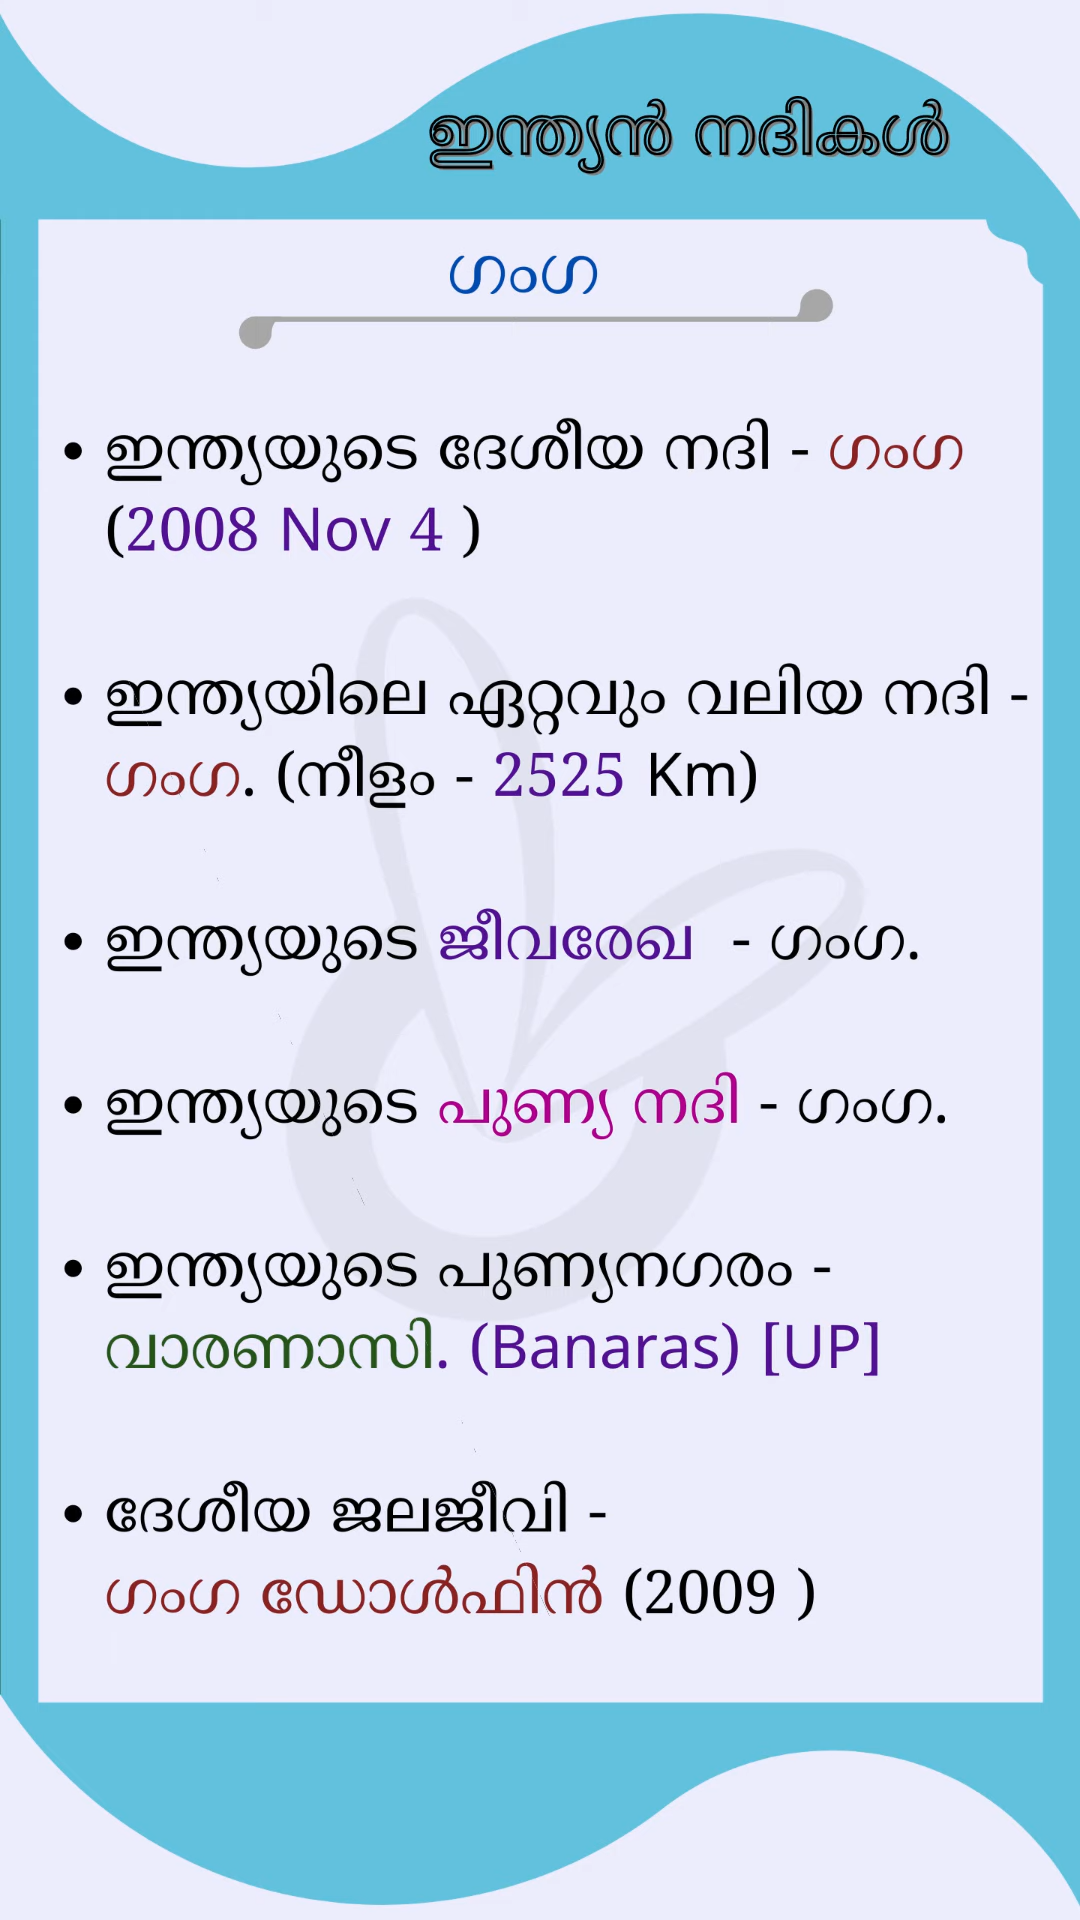 ഇന്ത്യൻ നദികൾ
ഗംഗ
• ഇന്ത്യയുടെ ദേശീയ നദി - ഗംഗ
(2008 Nov 4 )
• ഇന്ത്യയിലെ ഏറ്റവും വലിയ നദി -
ഗംഗ. (നീളം - 2525 Km)
• ഇന്ത്യയുടെ ജീവരേഖ - ഗംഗ.
• ഇന്ത്യയുടെ പുണ്യ നദി - ഗംഗ.
• ഇന്ത്യയുടെ പുണ്യനഗരം -
വാരണാസി. (Banaras) [UP]
• ദേശീയ ജലജീവി -
ഗംഗ ഡോൾഫിൻ (2009 )